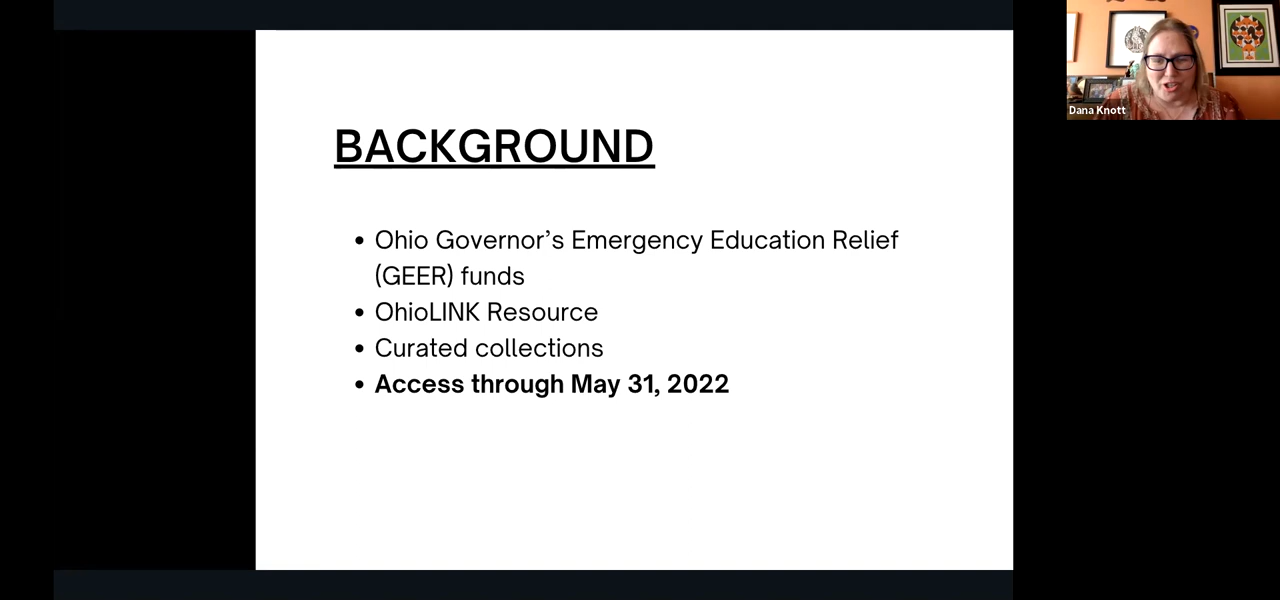 BACKGROUND
• Ohio Governor’s Emergency Education Relief
(GEER) funds
• OhioLINK Resource
• Curated collections
• Access through May 31, 2022
Dana Knott